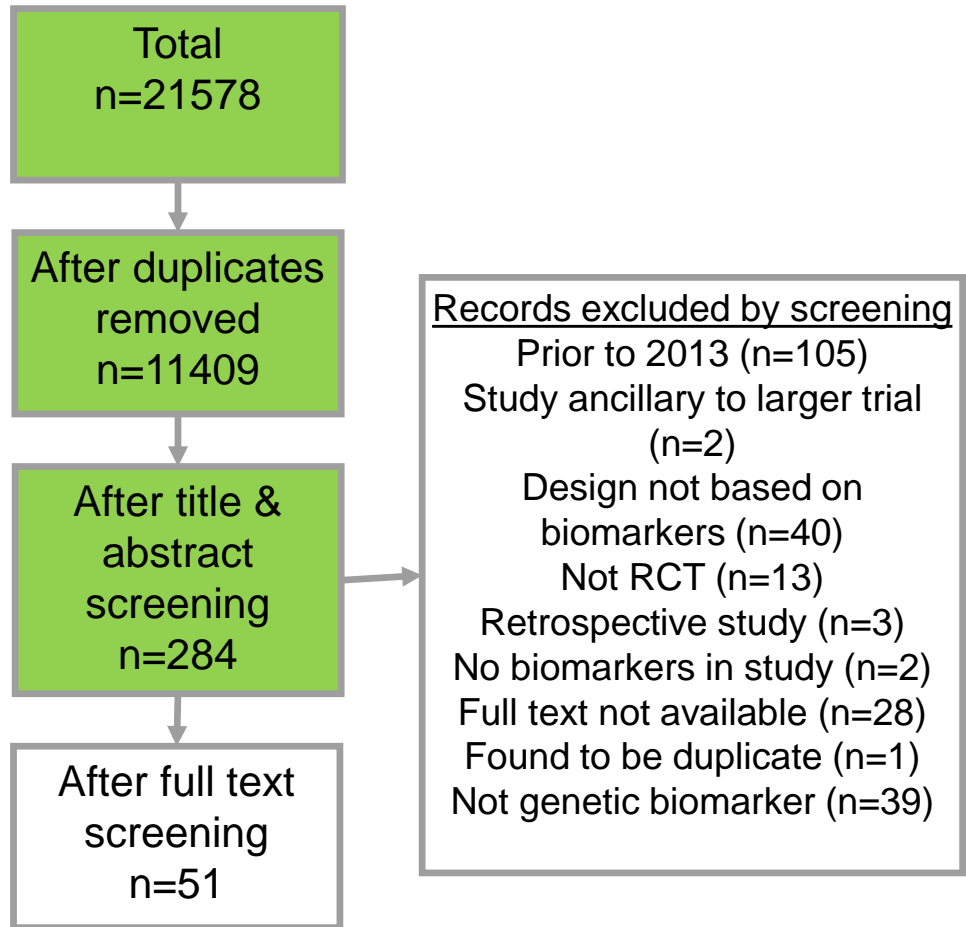 Total
n=21578
After duplicates
removed
n=11409
After title &
abstract
screening
n=284
After full text
screening
n=51
Records excluded by screening
Prior to 2013 (n=105)
Study ancillary to larger trial
(n=2)
Design not based on
biomarkers (n=40)
Not RCT (n=13)
Retrospective study (n=3)
No biomarkers in study (n=2)
Full text not available (n=28)
Found to be duplicate (n=1)
Not genetic biomarker (n=39)